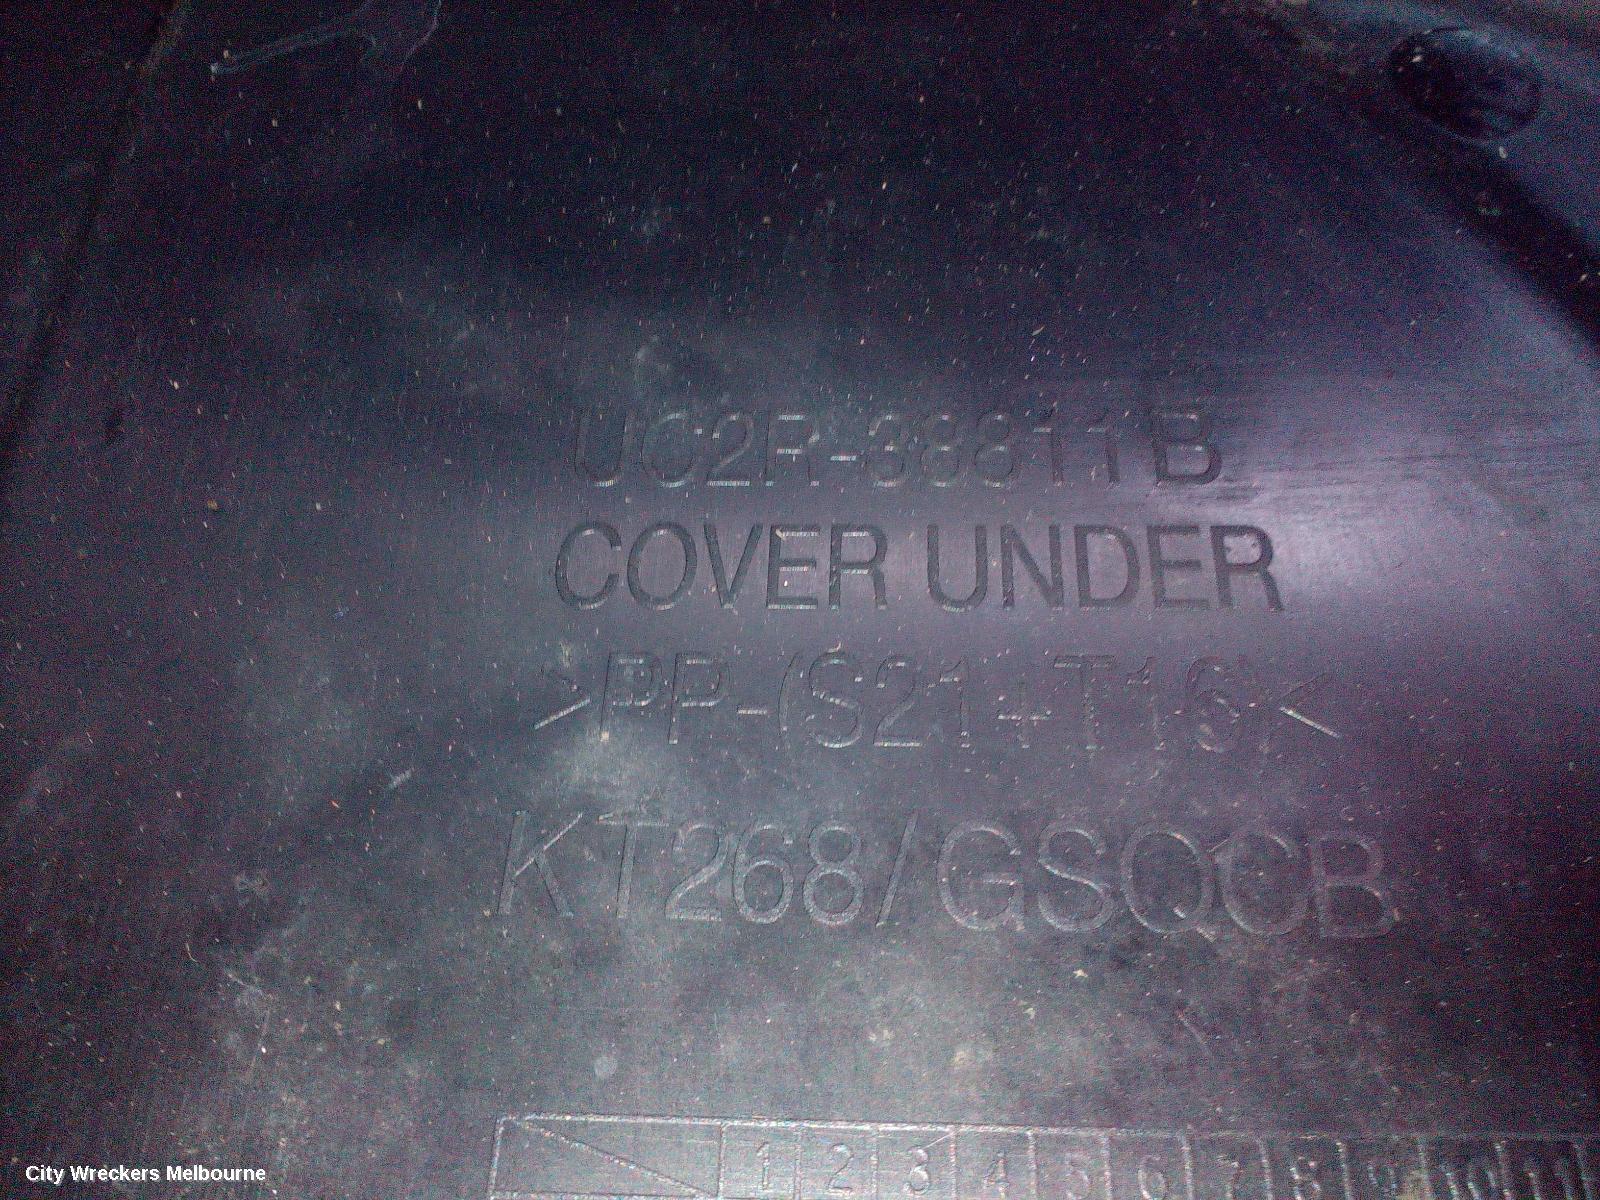 UC2R-38811B
COVER UNDER
>PP-(S21+T16)<
KT268/GSQCB
1 2 3 4 5 6 7 8 9 10 11
City Wreckers Melbourne